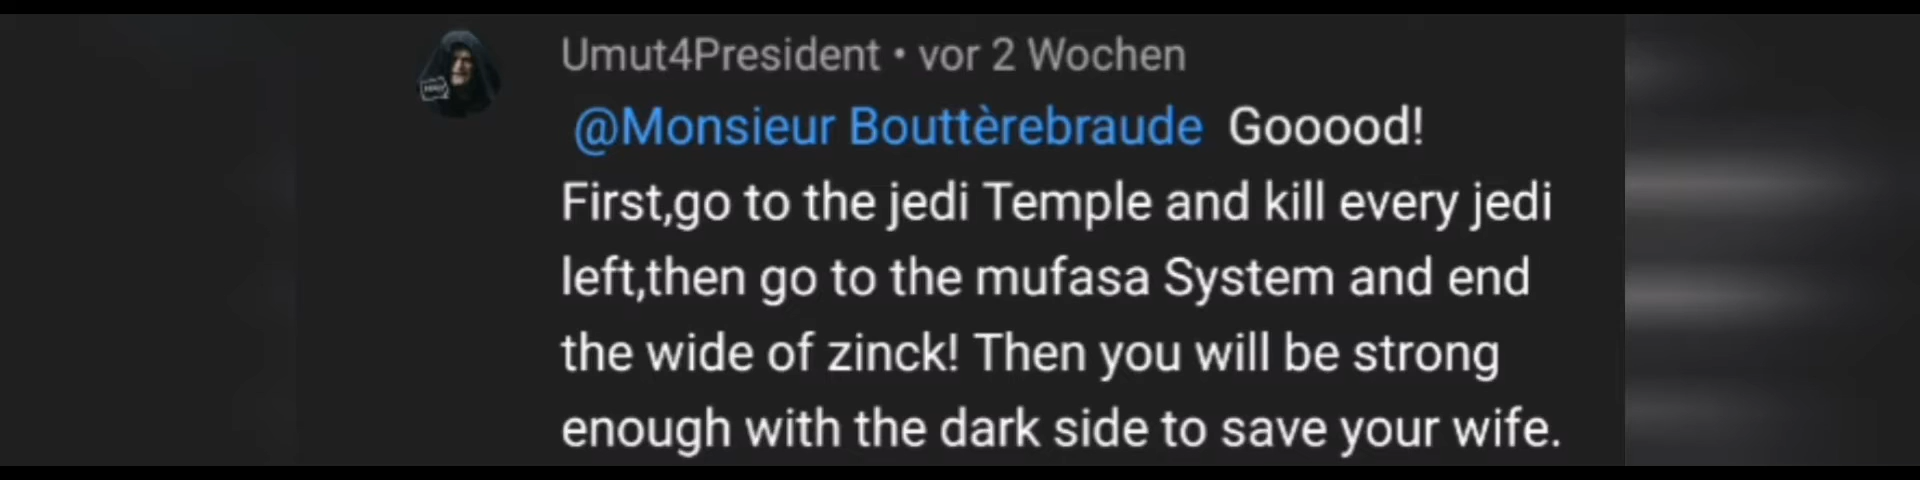 Umut4President • vor 2 Wochen
@Monsieur Bouttèrebraude Gooood!
First,go to the jedi Temple and kill every jedi
left,then go to the mufasa System and end
the wide of zinck! Then you will be strong
enough with the dark side to save your wife.